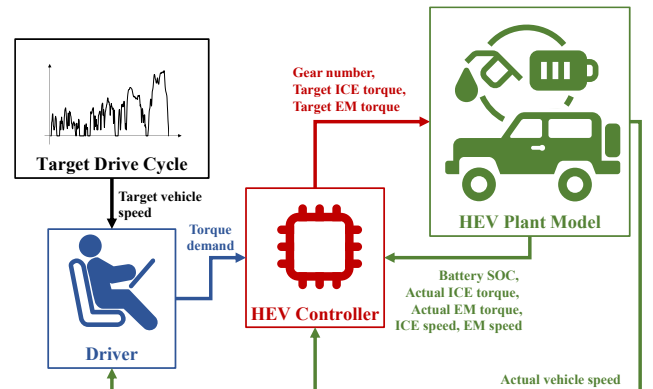 Gear number,
Target ICE torque,
Target EM torque
Target Drive Cycle
Target vehicle
speed
Torque
demand
HEV Plant Model
HEV Controller
Battery SOC,
Actual ICE torque,
Actual EM torque,
ICE speed, EM speed
Driver
Actual vehicle speed